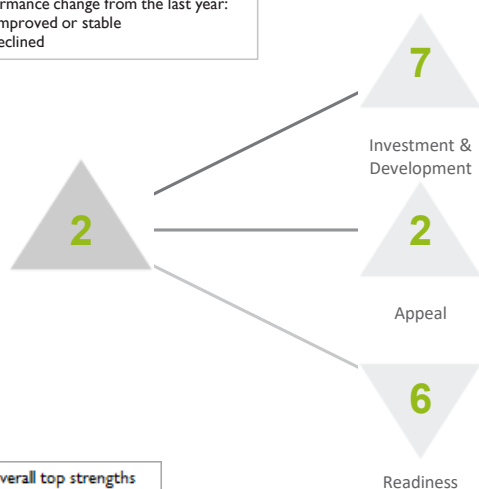 change from the last year:
mproved or stable
eclined
7
Investment &
Development
2
2
Appeal
6
Readiness
verall top strengths